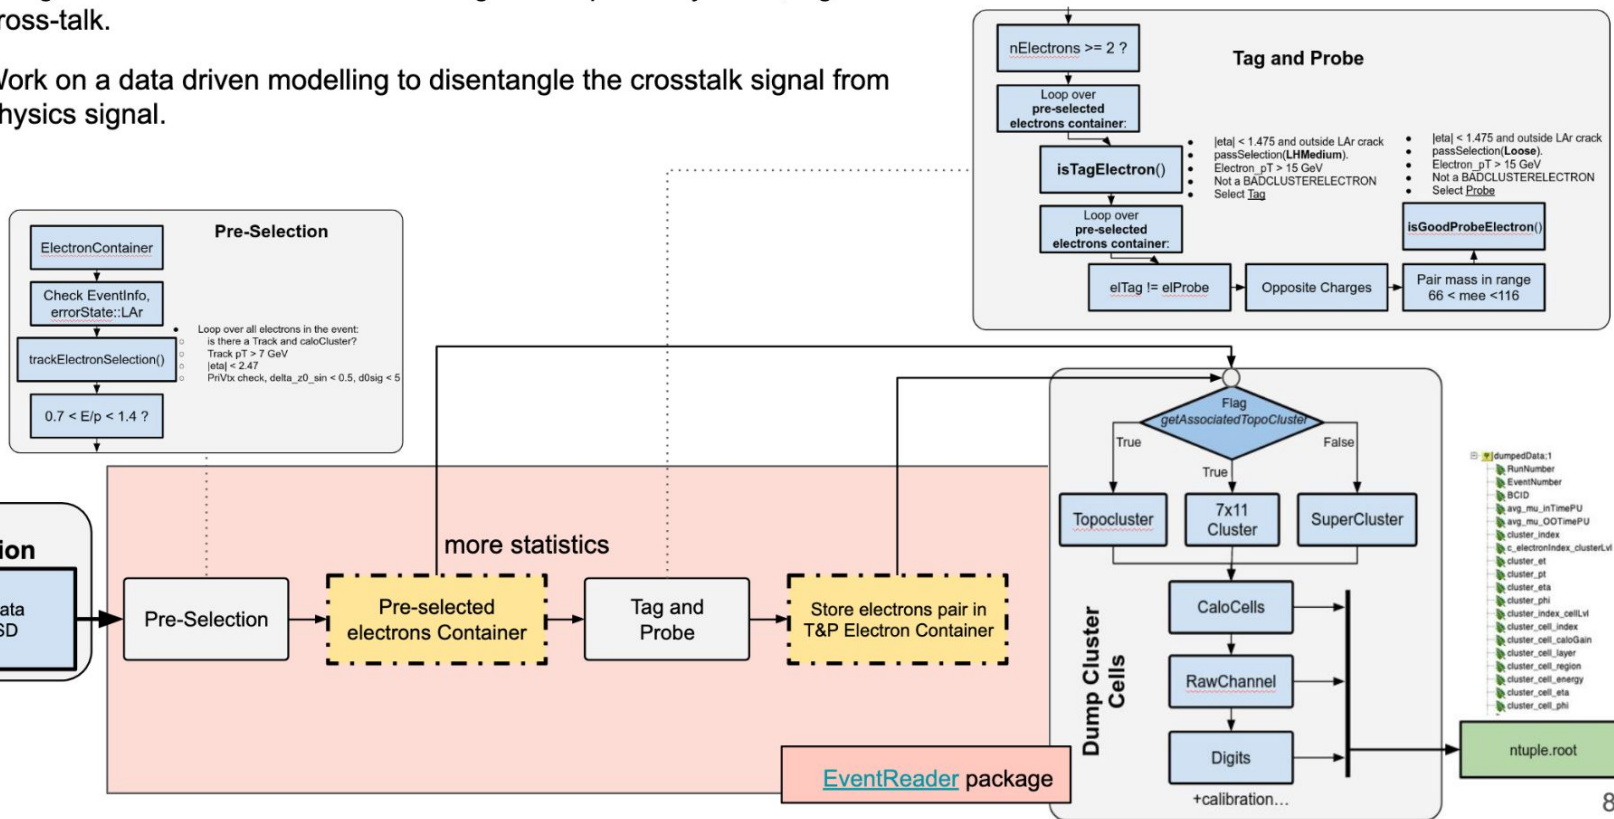 ross-talk.
Work on a data driven modelling to disentangle the crosstalk signal from
hysics signal.
Tag and Probe
nElectrons >= 2 ?
Loop over
pre-selected
electrons container:
isTagElectron()
• |eta| < 1.475 and outside LAr crack
• passSelection(LHMedium).
• Electron_pT > 15 GeV
• Not a BADCLUSTERELECTRON
• Select Tag
• |eta| < 1.475 and outside LAr crack
• passSelection(Loose).
• Electron_pT > 15 GeV
• Not a BADCLUSTERELECTRON
• Select Probe
Loop over
pre-selected
electrons container:
isGoodProbeElectron()
elTag != elProbe
Opposite Charges
Pair mass in range
66 < mee <116
Pre-Selection
ElectronContainer
Check EventInfo,
errorState::LAr
trackElectronSelection()
• Loop over all electrons in the event:
○ is there a Track and caloCluster?
○ Track pT > 7 GeV
○ |eta| < 2.47
○ PriVtx check, delta_z0_sin < 0.5, d0sig < 5
0.7 < E/p < 1.4 ?
Flag
getAssociatedTopoCluster
True
True
False
Topocluster
7x11
Cluster
SuperCluster
ion
ata
SD
more statistics
Pre-Selection
Pre-selected
electrons Container
Tag and
Probe
Store electrons pair in
T&P Electron Container
Dump Cluster
Cells
CaloCells
RawChannel
Digits
+calibration…
EventReader package
dumpedData;1
RunNumber
EventNumber
BCID
avg_mu_inTimePU
avg_mu_OOTimePU
cluster_index
c_electronIndex_clusterLvl
cluster_et
cluster_pt
cluster_eta
cluster_phi
cluster_index_cellLvl
cluster_cell_index
cluster_cell_caloGain
cluster_cell_layer
cluster_cell_region
cluster_cell_energy
cluster_cell_eta
cluster_cell_phi
ntuple.root
8